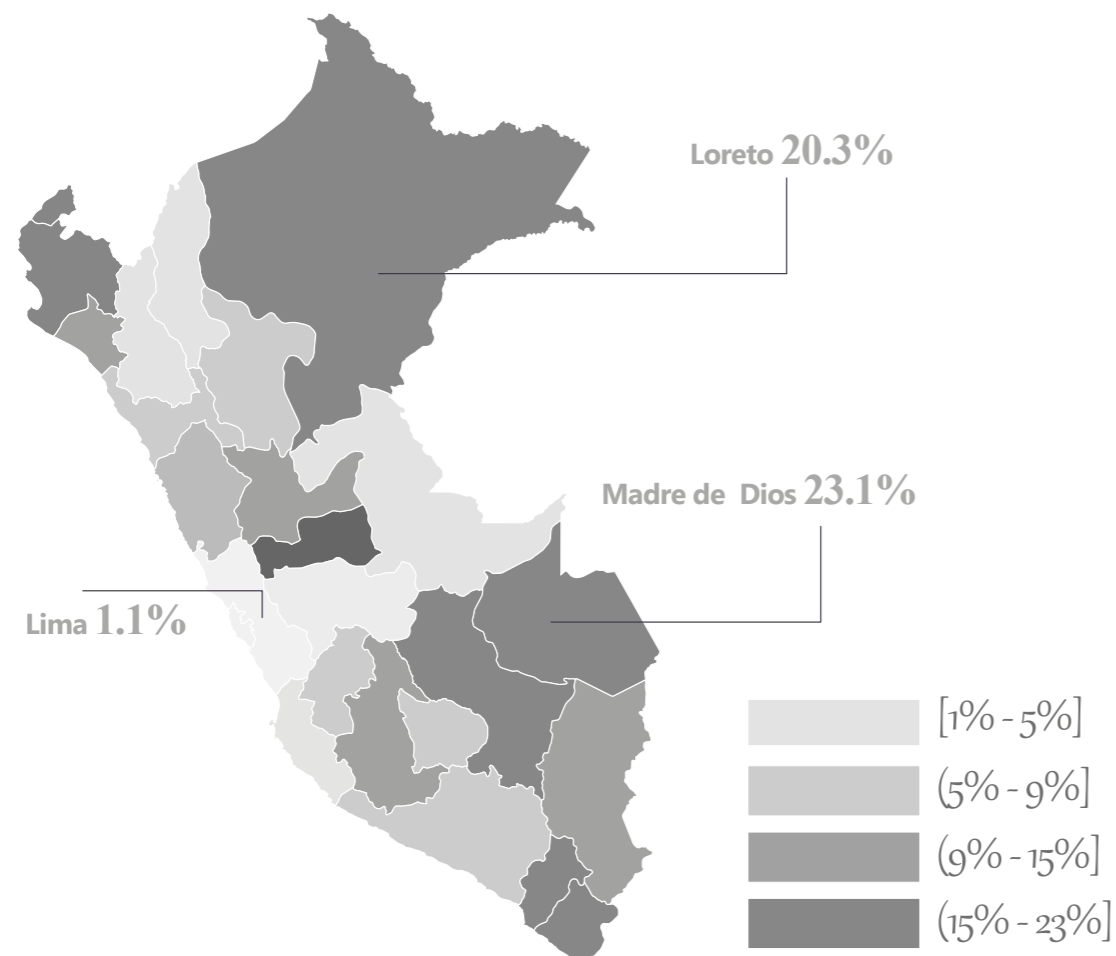 Loreto 20.3%
Madre de Dios 23.1%
Lima 1.1%
[1% - 5%]
(5% - 9%]
(9% - 15%]
(15% - 23%]